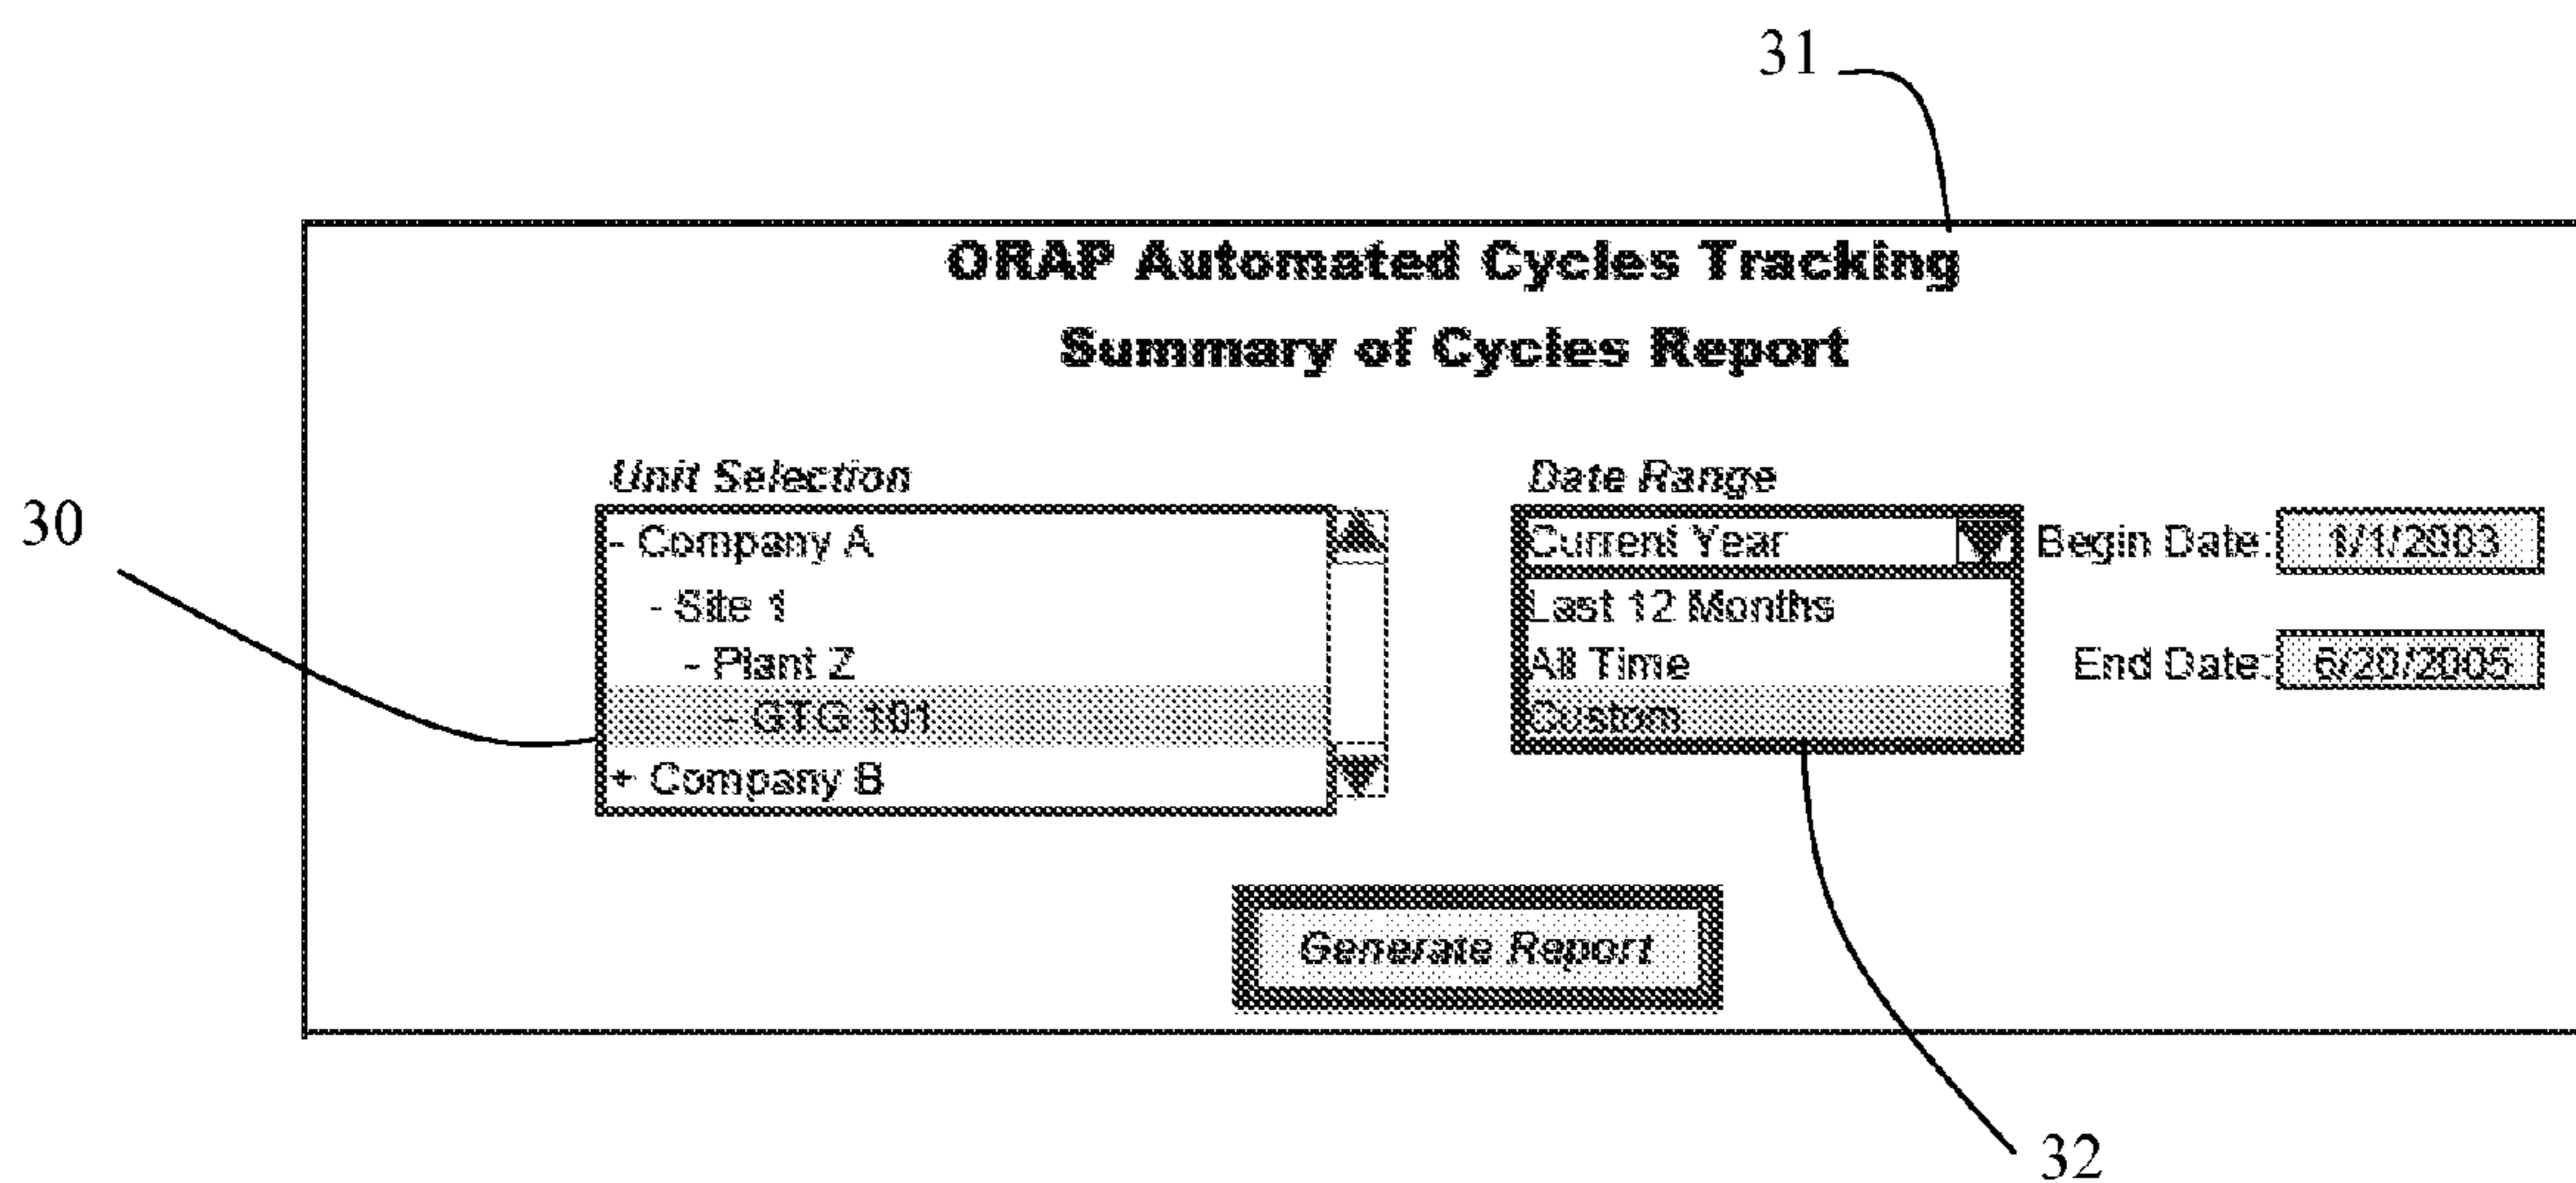 31
ORAP Automated Cycles Tracking
Summary of Cycles Report
30
Unit Selection
- Company A
- Site 1
- Plant Z
- GTG 101
+ Company B
Date Range
Current Year
Last 12 Months
All Time
Custom
Begin Date: 1/1/2003
End Date: 6/20/2005
Generate Report
32